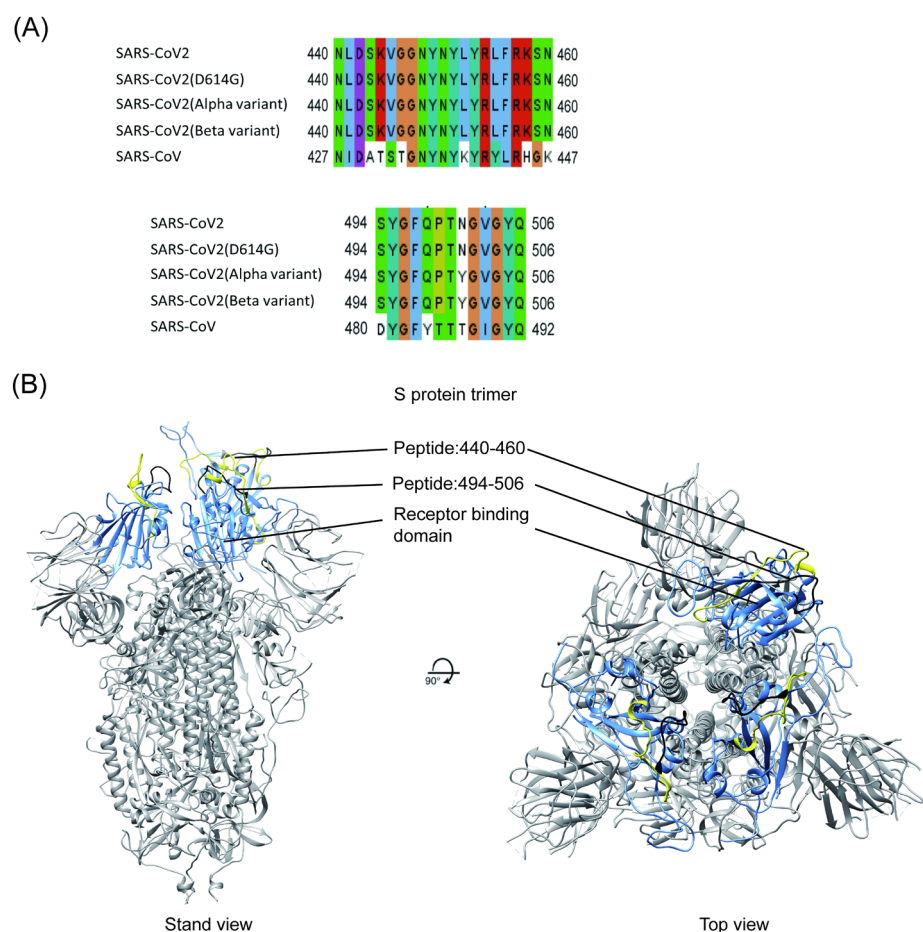 (A)
SARS-CoV2 440 NLDSKVGGNYNYLYRLFRKSN 460
SARS-CoV2(D614G) 440 NLDSKVGGNYNYLYRLFRKSN 460
SARS-CoV2(Alpha variant) 440 NLDSKVGGNYNYLYRLFRKSN 460
SARS-CoV2(Beta variant) 440 NLDSKVGGNYNYLYRLFRKSN 460
SARS-CoV 427 NIDATSTGNYNYKYRYLRHGK 447
SARS-CoV2 494 SYGFQPTNGVGYQ 506
SARS-CoV2(D614G) 494 SYGFQPTNGVGYQ 506
SARS-CoV2(Alpha variant) 494 SYGFQPTYGVGYQ 506
SARS-CoV2(Beta variant) 494 SYGFQPTYGVGYQ 506
SARS-CoV 480 DYGFYTTTGIGYQ 492
(B)
S protein trimer
Peptide:440-460
Peptide:494-506
Receptor binding
domain
90°
Stand view
Top view